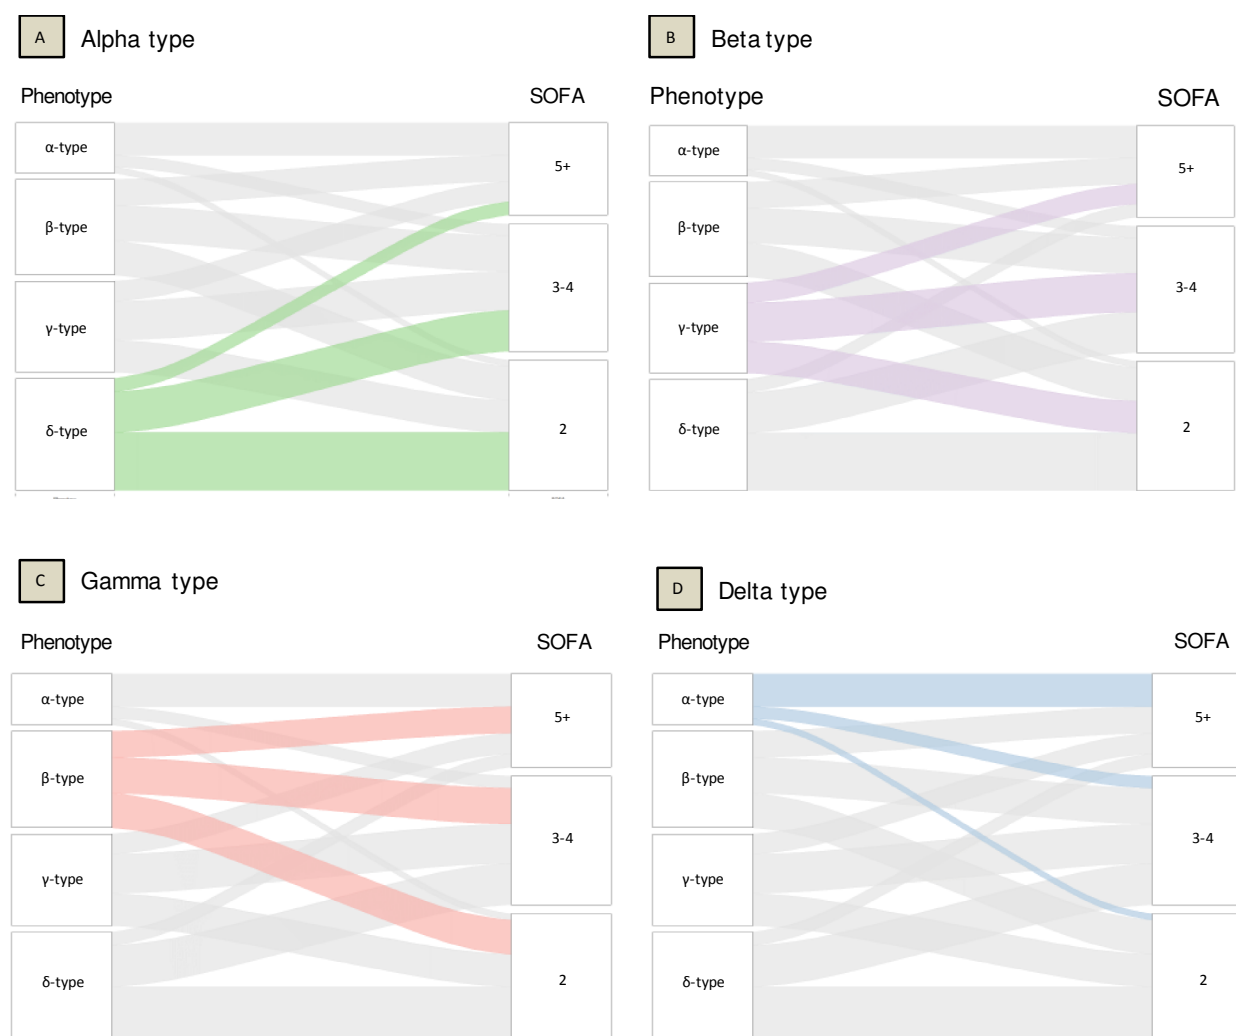 A Alpha type
Phenotype SOFA
α-type
β-type
γ-type
δ-type
5+
3-4
2
B Beta type
Phenotype SOFA
α-type
β-type
γ-type
δ-type
5+
3-4
2
C Gamma type
Phenotype SOFA
α-type
β-type
γ-type
δ-type
5+
3-4
2
D Delta type
Phenotype SOFA
α-type
β-type
γ-type
δ-type
5+
3-4
2